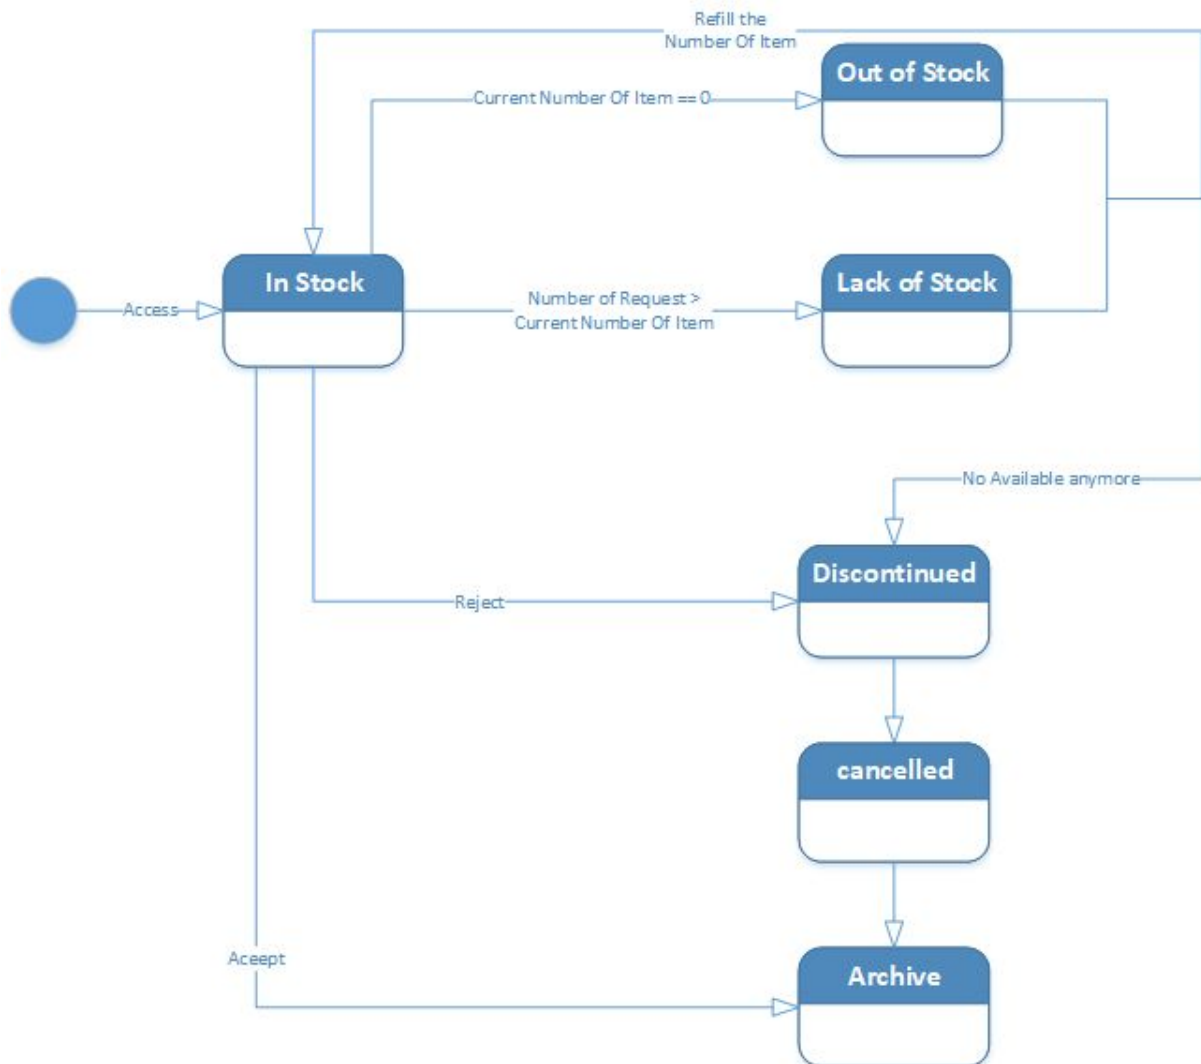 Refill the
Number Of Item
Out of Stock
Current Number Of Item == 0
In Stock
Lack of Stock
Access
Number of Request >
Current Number Of Item
No Available anymore
Discontinued
Reject
cancelled
Aceept
Archive